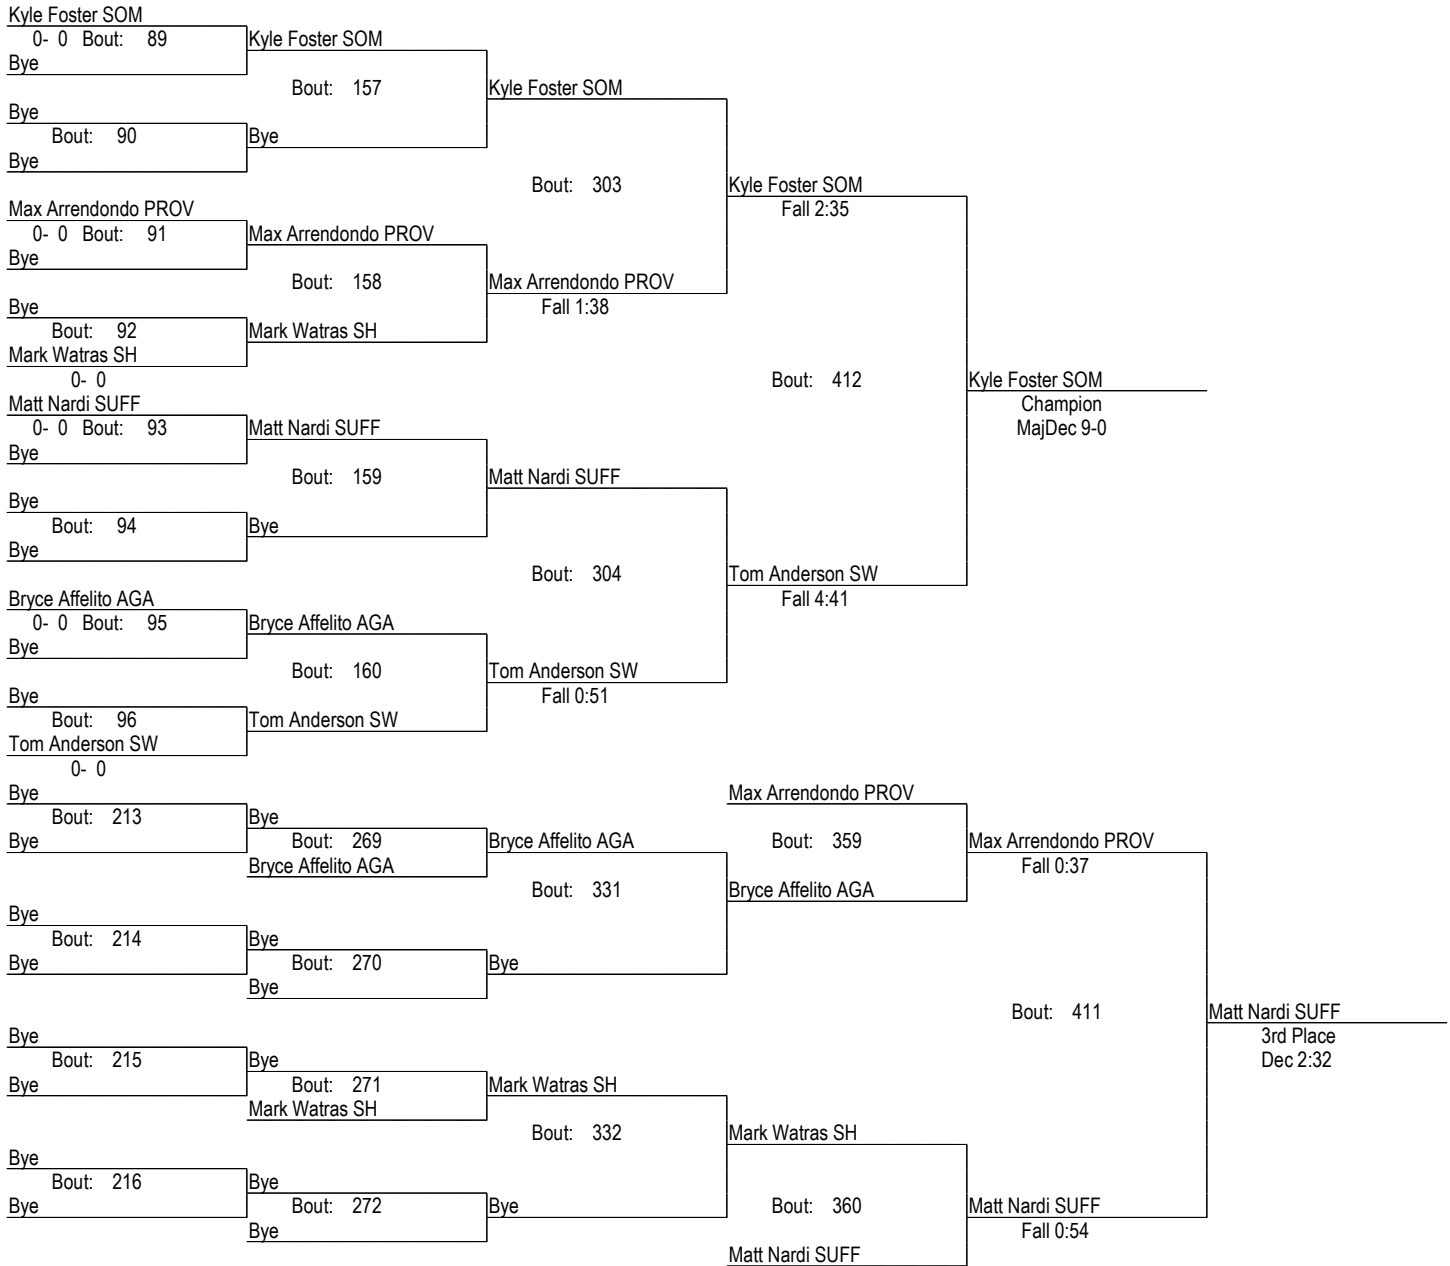 Kyle Foster SOM
0- 0 Bout: 89 Kyle Foster SOM
Bye
Bout: 157 Kyle Foster SOM
Bye
Bout: 90 Bye
Bye
Bout: 303 Kyle Foster SOM
Max Arrendondo PROV Fall 2:35
0- 0 Bout: 91 Max Arrendondo PROV
Bye
Bout: 158 Max Arrendondo PROV
Bye Fall 1:38
Bout: 92 Mark Watras SH
Mark Watras SH
0- 0 Bout: 412 Kyle Foster SOM
Matt Nardi SUFF Champion
0- 0 Bout: 93 Matt Nardi SUFF MajDec 9-0
Bye
Bout: 159 Matt Nardi SUFF
Bye
Bout: 94 Bye
Bye
Bout: 304 Tom Anderson SW
Bryce Affelito AGA Fall 4:41
0- 0 Bout: 95 Bryce Affelito AGA
Bye
Bout: 160 Tom Anderson SW
Bye Fall 0:51
Bout: 96 Tom Anderson SW
Tom Anderson SW
0- 0
Bye Max Arrendondo PROV
Bout: 213 Bye
Bye Bout: 269 Bryce Affelito AGA Bout: 359 Max Arrendondo PROV
Bryce Affelito AGA Fall 0:37
Bout: 331 Bryce Affelito AGA
Bye
Bout: 214 Bye
Bye Bout: 270 Bye
Bye
Bout: 411 Matt Nardi SUFF
Bye 3rd Place
Bout: 215 Bye Dec 2:32
Bye Bout: 271 Mark Watras SH
Mark Watras SH
Bout: 332 Mark Watras SH
Bye
Bout: 216 Bye
Bye Bout: 272 Bye Bout: 360 Matt Nardi SUFF
Bye Fall 0:54
Matt Nardi SUFF